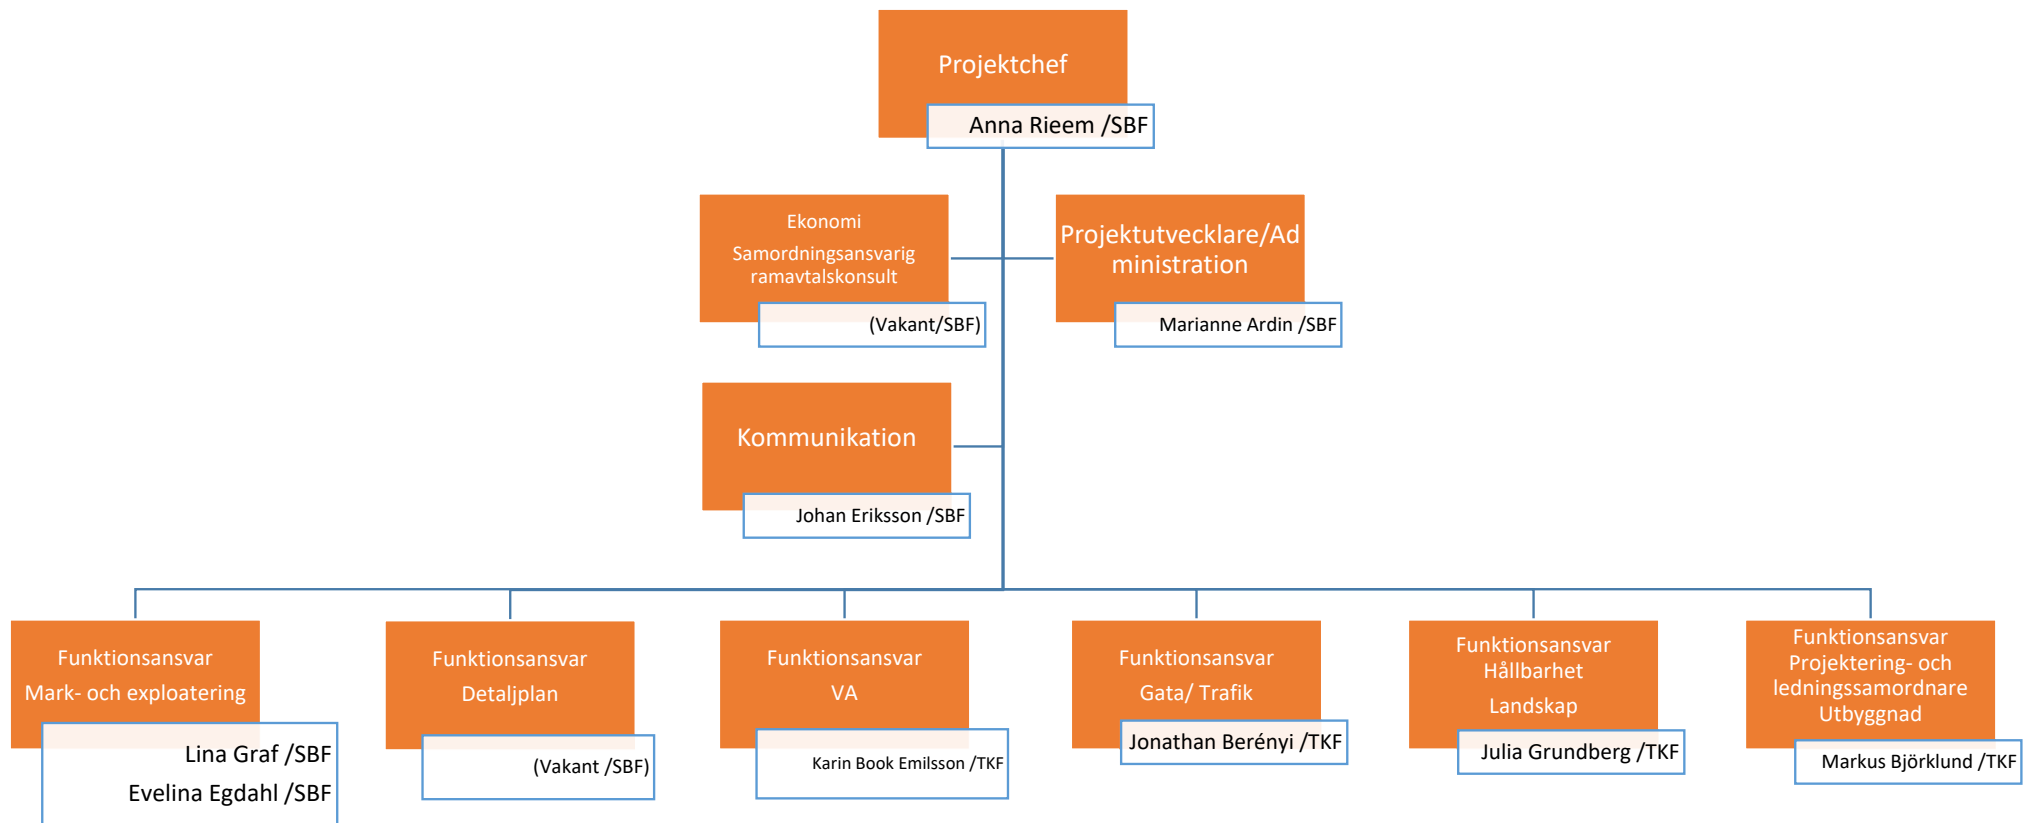 Projektchef
Anna Rieem /SBF
Ekonomi
Samordningsansvarig
ramavtalskonsult
(Vakant/SBF)
Projektutvecklare/Ad
ministration
Marianne Ardin /SBF
Kommunikation
Johan Eriksson /SBF
Funktionsansvar
Mark- och exploatering
Lina Graf /SBF
Evelina Egdahl /SBF
Funktionsansvar
Detaljplan
(Vakant /SBF)
Funktionsansvar
VA
Karin Book Emilsson /TKF
Funktionsansvar
Gata/ Trafik
Jonathan Berényi /TKF
Funktionsansvar
Hållbarhet
Landskap
Julia Grundberg /TKF
Funktionsansvar
Projektering- och
ledningssamordnare
Utbyggnad
Markus Björklund /TKF